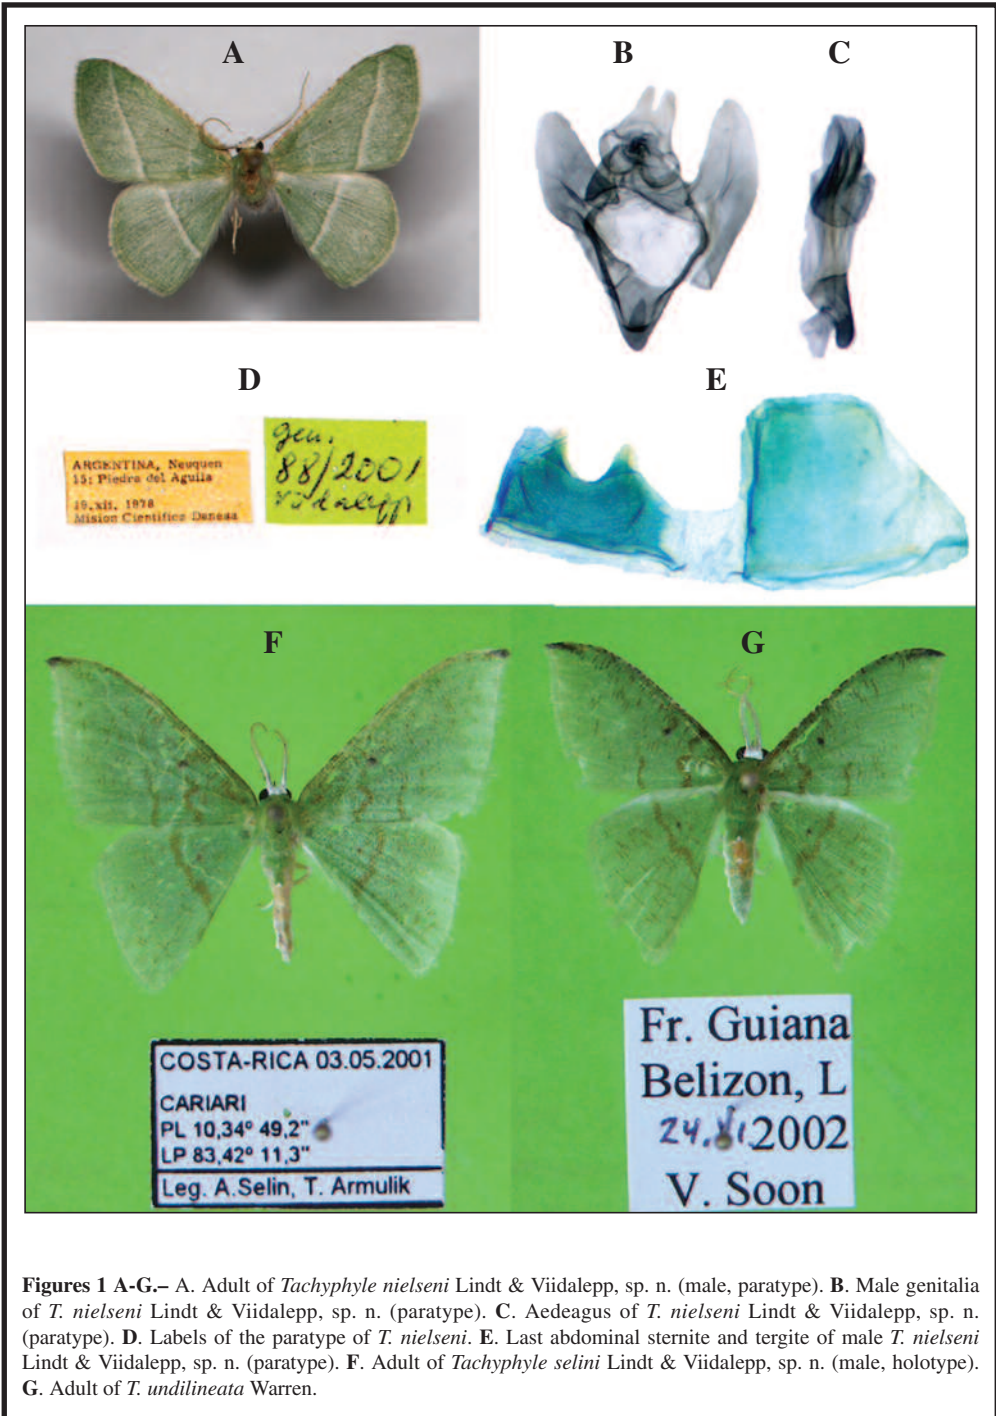 A
B
C
D
E
ARGENTINA, Neuquen
15: Piedra del Aguila
19.xii. 1978
Mision Cientifica Danesa
gen.
88/2001
Viidalepp
F
G
COSTA-RICA 03.05.2001
CARIARI
PL 10,34º 49,2"
LP 83,42º 11,3"
Leg. A.Selin, T. Armulik
Fr. Guiana
Belizon, L
24.VI.2002
V. Soon
Figures 1 A-G.– A. Adult of Tachyphyle nielseni Lindt & Viidalepp, sp. n. (male, paratype). B. Male genitalia
of T. nielseni Lindt & Viidalepp, sp. n. (paratype). C. Aedeagus of T. nielseni Lindt & Viidalepp, sp. n.
(paratype). D. Labels of the paratype of T. nielseni. E. Last abdominal sternite and tergite of male T. nielseni
Lindt & Viidalepp, sp. n. (paratype). F. Adult of Tachyphyle selini Lindt & Viidalepp, sp. n. (male, holotype).
G. Adult of T. undilineata Warren.